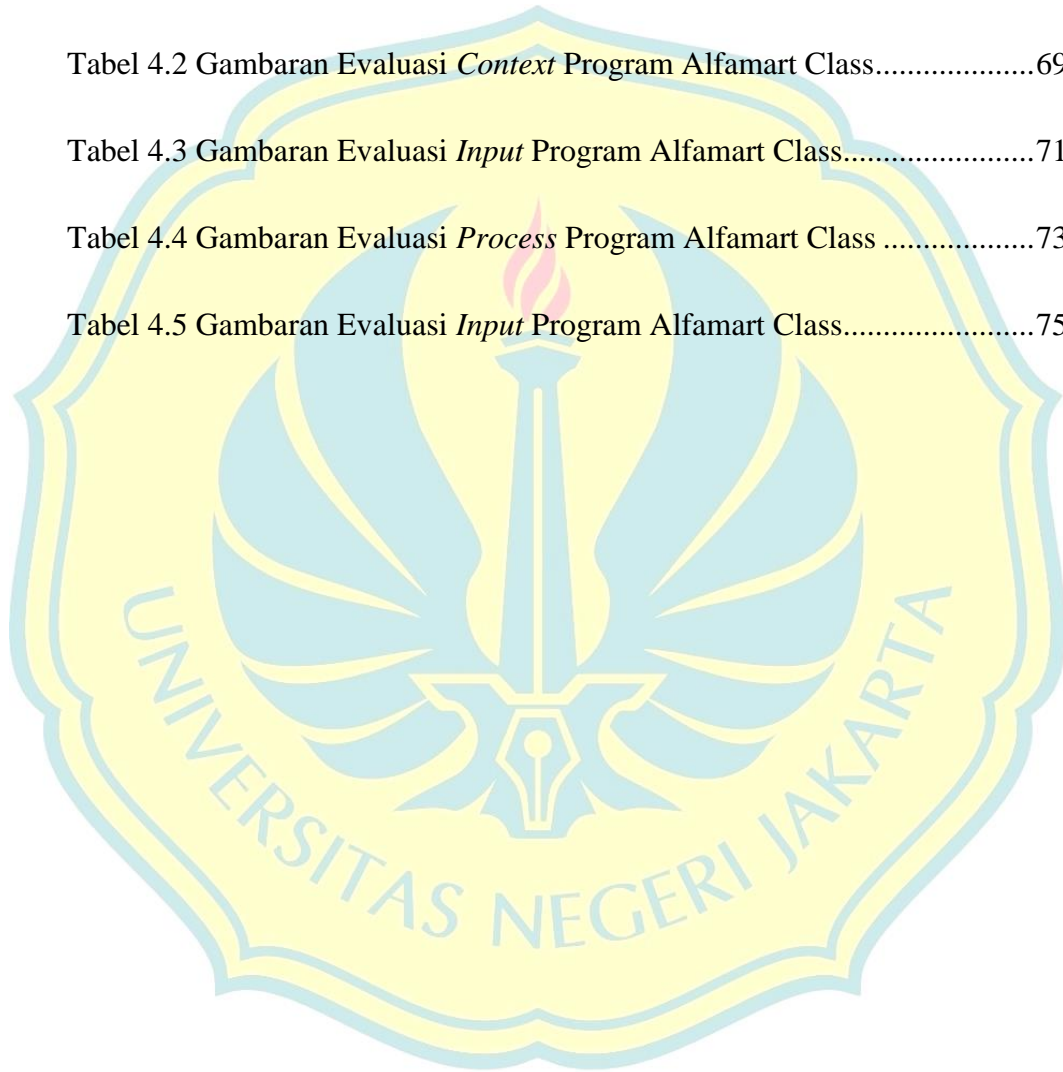 Tabel 4.2 Gambaran Evaluasi Context Program Alfamart Class....................69
Tabel 4.3 Gambaran Evaluasi Input Program Alfamart Class........................71
Tabel 4.4 Gambaran Evaluasi Process Program Alfamart Class ...................73
Tabel 4.5 Gambaran Evaluasi Input Program Alfamart Class........................75
UNIVERSITAS NEGERI JAKARTA